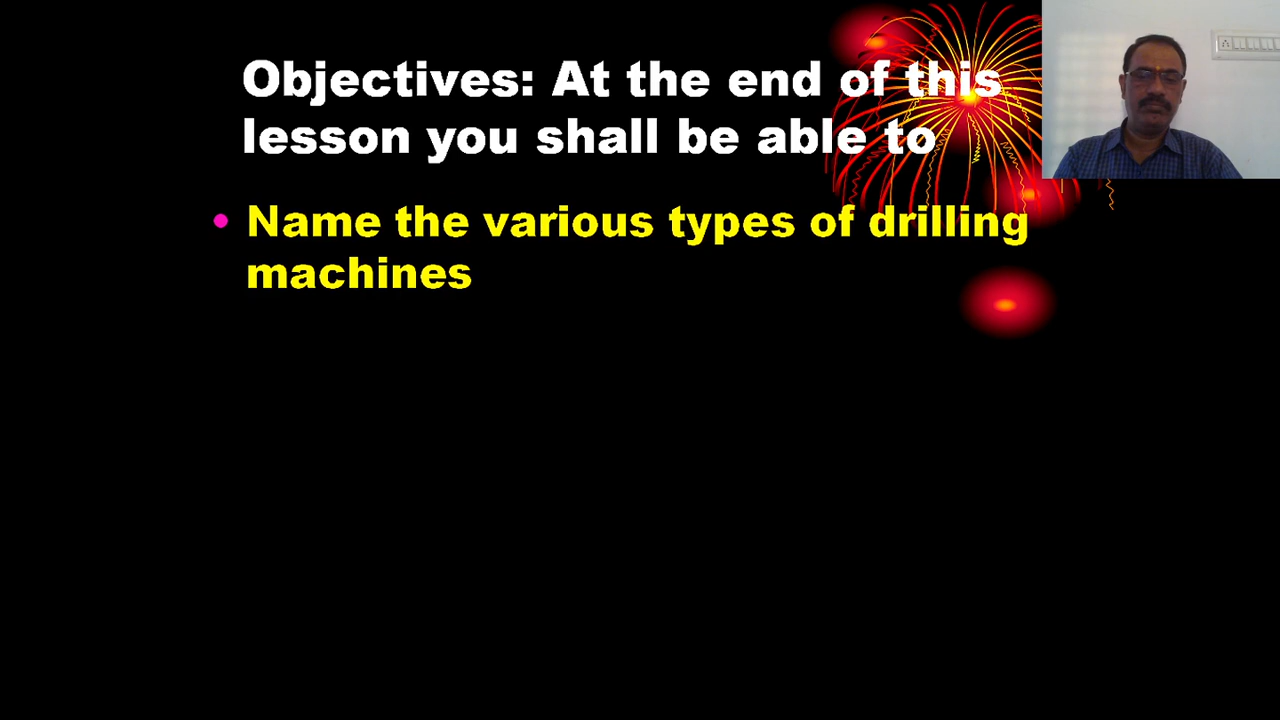 Objectives: At the end of this
lesson you shall be able to
• Name the various types of drilling
machines